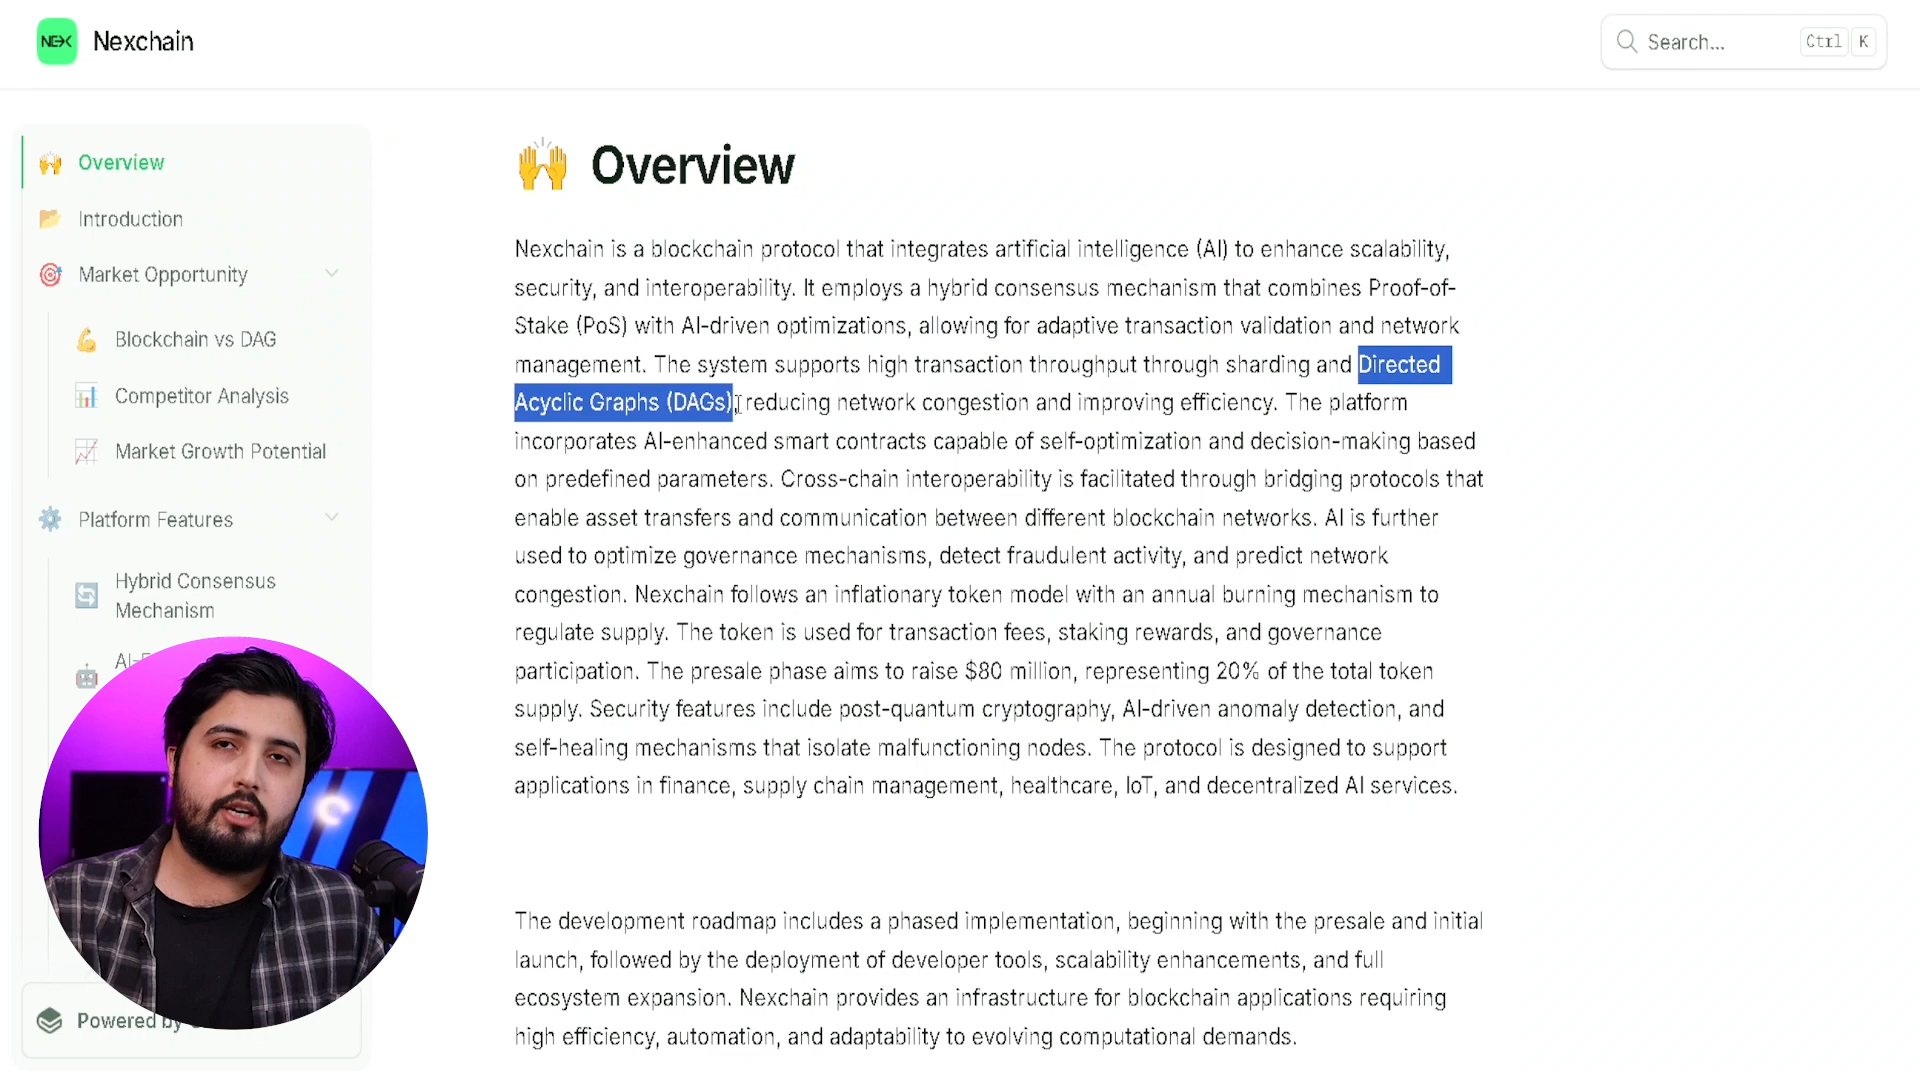 NEX Nexchain
Search...
Ctrl K
Overview
Introduction
Market Opportunity
Blockchain vs DAG
Competitor Analysis
Market Growth Potential
Platform Features
Hybrid Consensus
Mechanism
Powered by
Overview
Nexchain is a blockchain protocol that integrates artificial intelligence (AI) to enhance scalability,
security, and interoperability. It employs a hybrid consensus mechanism that combines Proof-of-
Stake (PoS) with AI-driven optimizations, allowing for adaptive transaction validation and network
management. The system supports high transaction throughput through sharding and Directed
Acyclic Graphs (DAGs), reducing network congestion and improving efficiency. The platform
incorporates AI-enhanced smart contracts capable of self-optimization and decision-making based
on predefined parameters. Cross-chain interoperability is facilitated through bridging protocols that
enable asset transfers and communication between different blockchain networks. AI is further
used to optimize governance mechanisms, detect fraudulent activity, and predict network
congestion. Nexchain follows an inflationary token model with an annual burning mechanism to
regulate supply. The token is used for transaction fees, staking rewards, and governance
participation. The presale phase aims to raise $80 million, representing 20% of the total token
supply. Security features include post-quantum cryptography, AI-driven anomaly detection, and
self-healing mechanisms that isolate malfunctioning nodes. The protocol is designed to support
applications in finance, supply chain management, healthcare, IoT, and decentralized AI services.
The development roadmap includes a phased implementation, beginning with the presale and initial
launch, followed by the deployment of developer tools, scalability enhancements, and full
ecosystem expansion. Nexchain provides an infrastructure for blockchain applications requiring
high efficiency, automation, and adaptability to evolving computational demands.